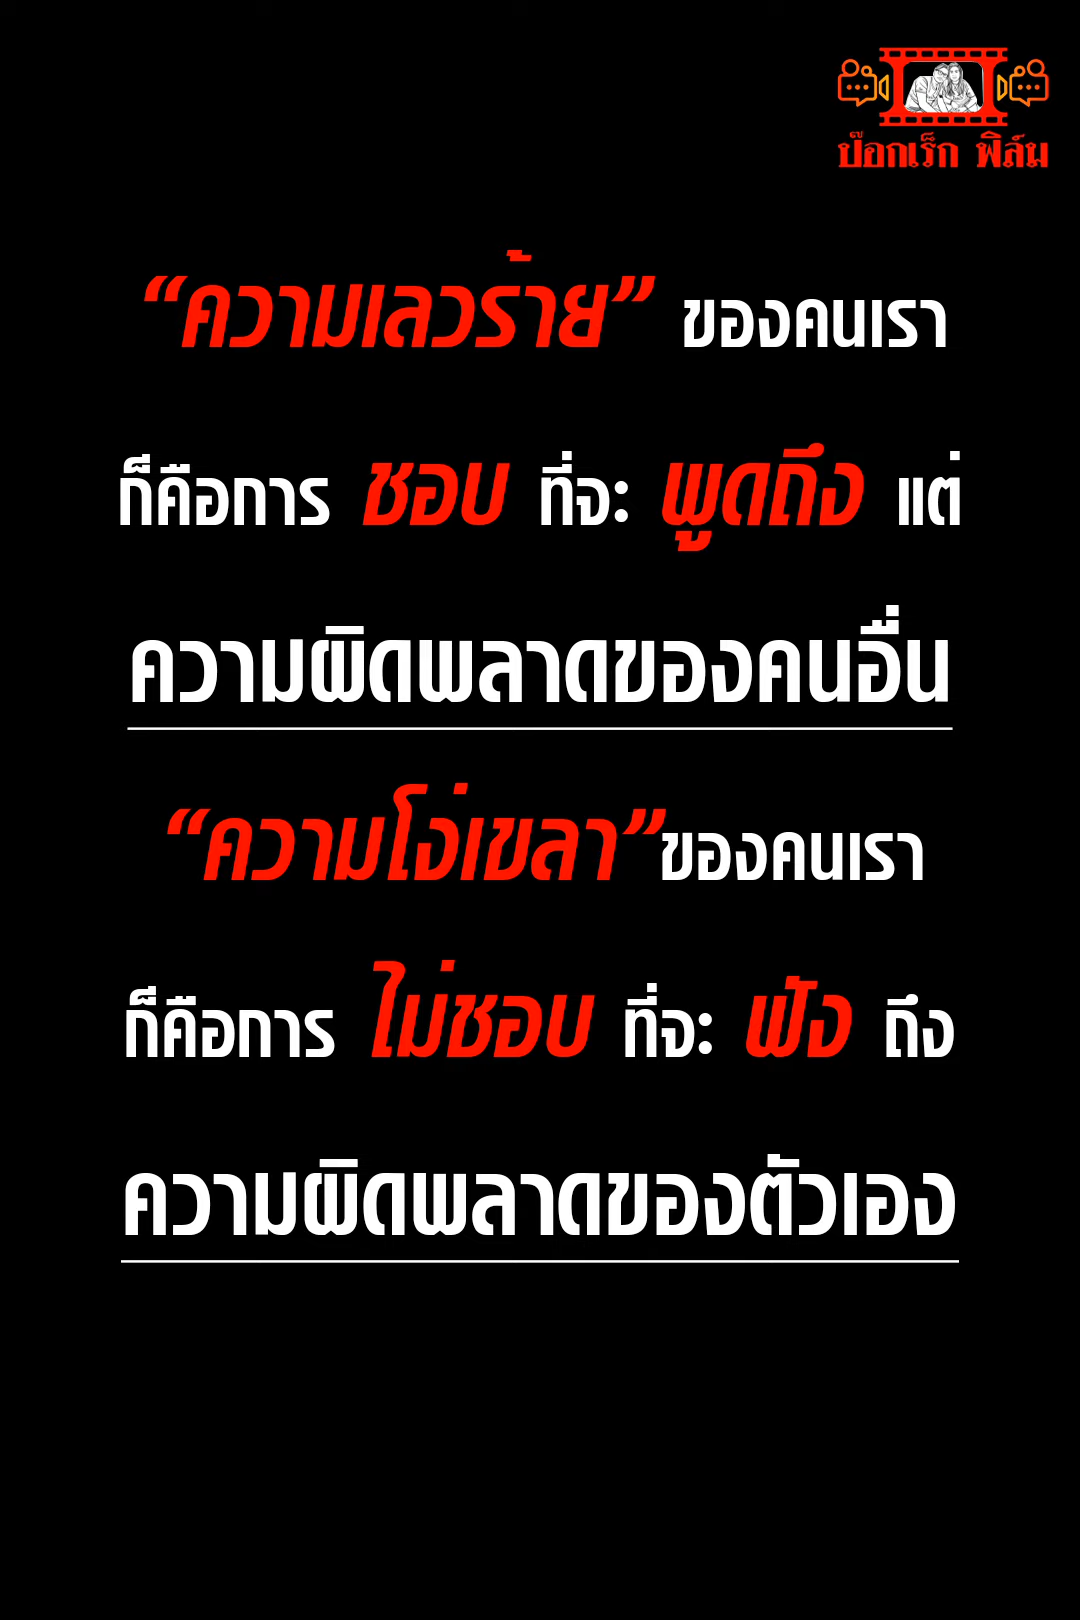 ป๊อกเร็ก ฟิล์ม
“ความเลวร้าย” ของคนเรา
ก็คือการ ชอบ ที่จะ พูดถึง แต่
ความผิดพลาดของคนอื่น
“ความโง่เขลา”ของคนเรา
ก็คือการ ไม่ชอบ ที่จะ ฟัง ถึง
ความผิดพลาดของตัวเอง